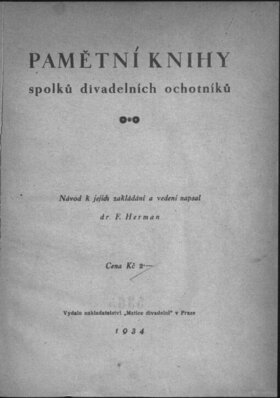 PAMĚTNÍ KNIHY
spolků divadelních ochotníků
Návod k jejich zakládání a vedení napsal
dr. F. Herman
Cena Kč 2·—
Vydalo nakladatelství „Matice divadelní" v Praze
1934